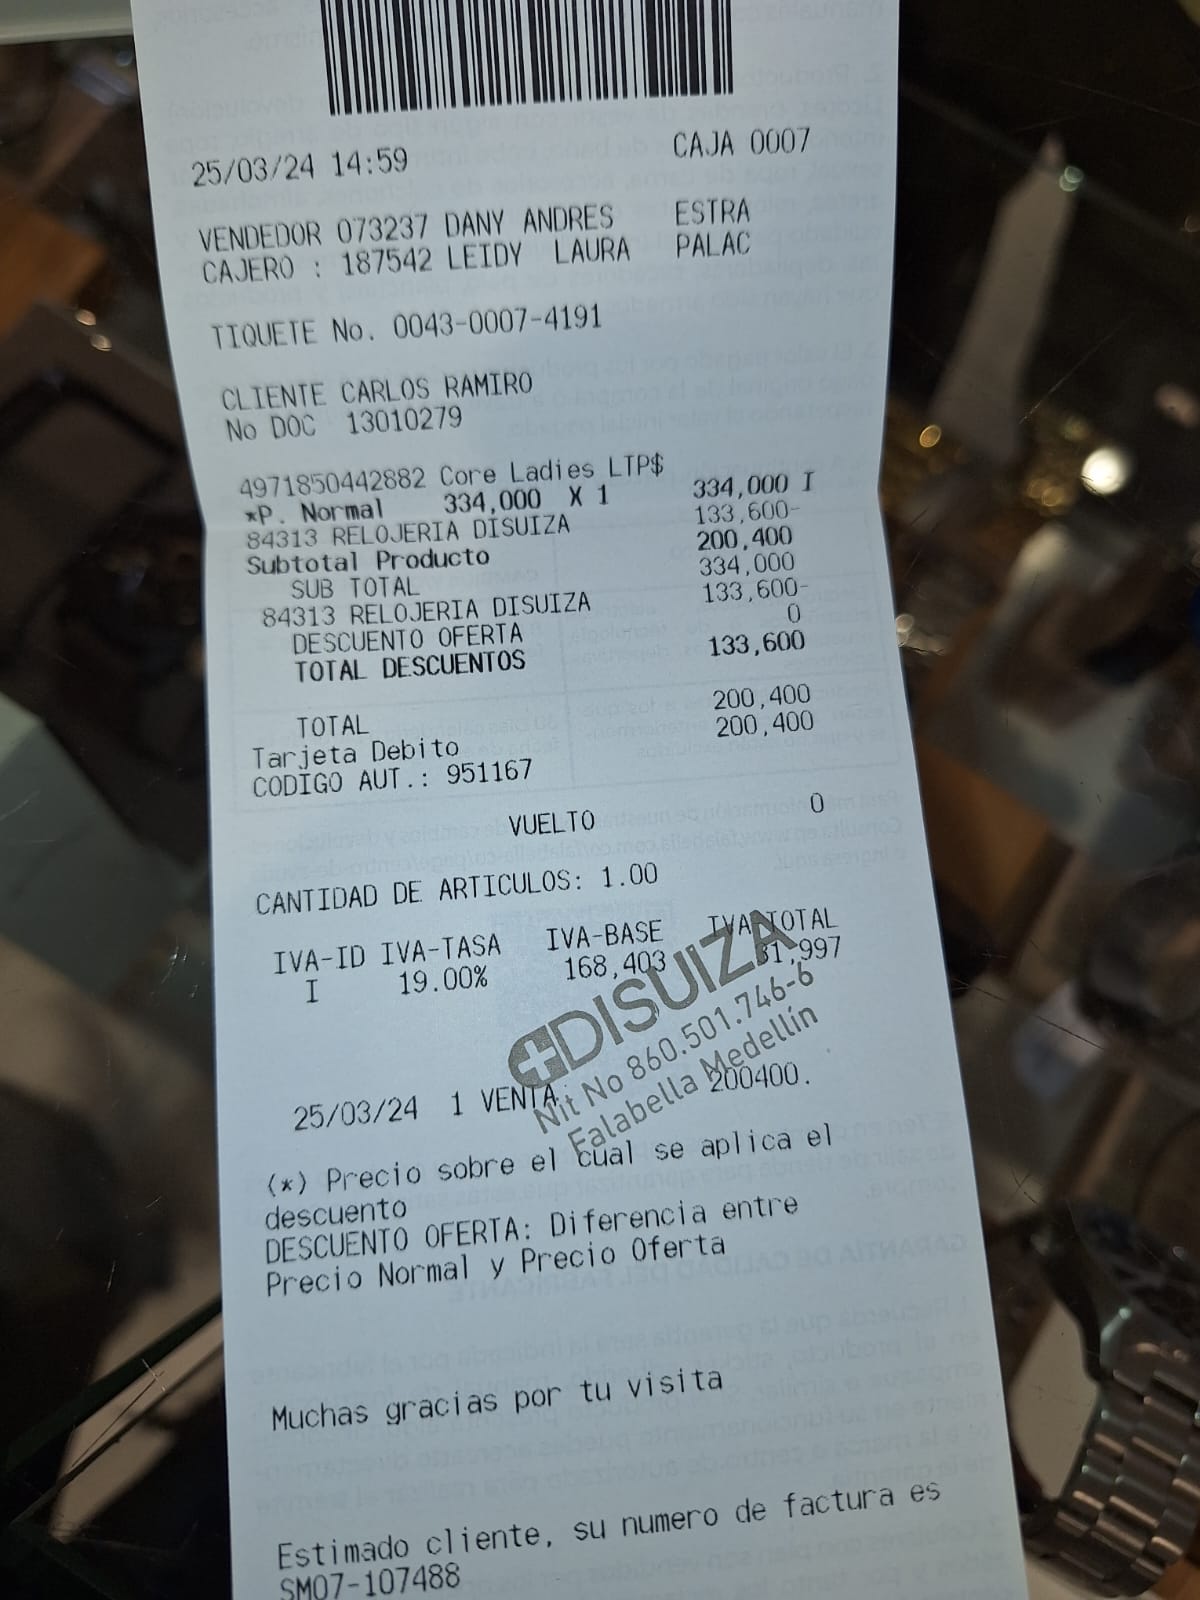 25/03/24 14:59 CAJA 0007
VENDEDOR 073237 DANY ANDRES ESTRA
CAJERO : 187542 LEIDY LAURA PALAC
TIQUETE No. 0043-0007-4191
CLIENTE CARLOS RAMIRO
No DOC 13010279
4971850442882 Core Ladies LTP$
*P. Normal 334,000 X 1 334,000 I
84313 RELOJERIA DISUIZA 133,600-
Subtotal Producto 200,400
SUB TOTAL 334,000
84313 RELOJERIA DISUIZA 133,600-
DESCUENTO OFERTA 0
TOTAL DESCUENTOS 133,600
TOTAL 200,400
Tarjeta Debito 200,400
CODIGO AUT.: 951167
VUELTO 0
CANTIDAD DE ARTICULOS: 1.00
IVA-ID IVA-TASA IVA-BASE IVA-TOTAL
I 19.00% 168,403 31,997
DISUIZA
Nit No 860.501.746-6
Falabella Medellín
25/03/24 1 VENTA 200400.
(*) Precio sobre el cual se aplica el
descuento
DESCUENTO OFERTA: Diferencia entre
Precio Normal y Precio Oferta
Muchas gracias por tu visita
Estimado cliente, su numero de factura es
SM07-107488